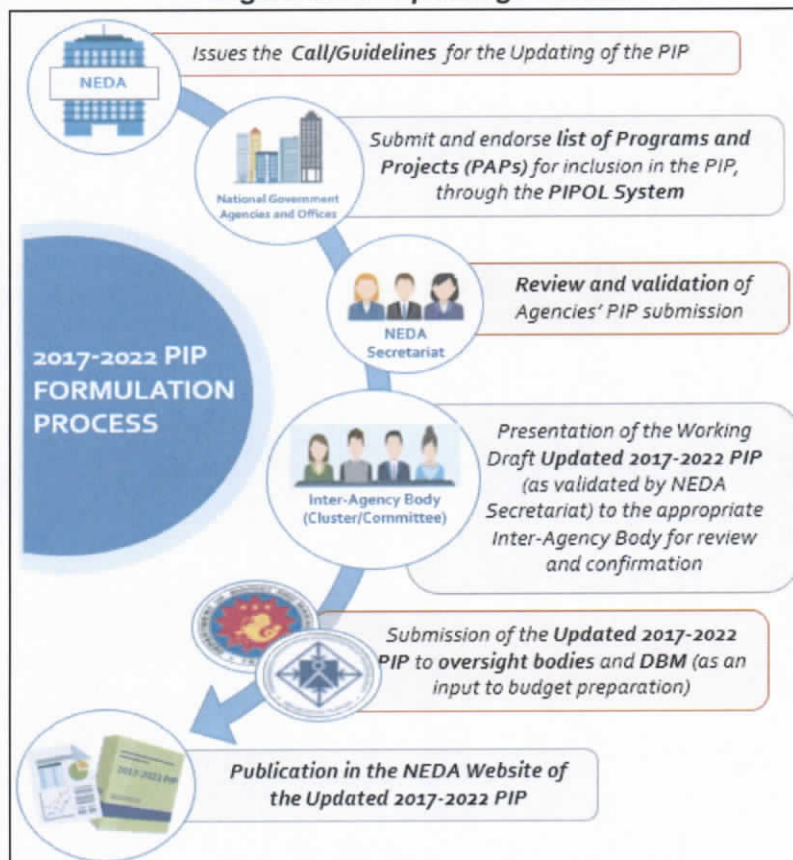 NEDA
Issues the Call/Guidelines for the Updating of the PIP
National Government
Agencies and Offices
Submit and endorse list of Programs and
Projects (PAPs) for inclusion in the PIP,
through the PIPOL System
NEDA
Secretariat
Review and validation of
Agencies' PIP submission
2017-2022 PIP
FORMULATION
PROCESS
Inter-Agency Body
(Cluster/Committee)
Presentation of the Working
Draft Updated 2017-2022 PIP
(as validated by NEDA
Secretariat) to the appropriate
Inter-Agency Body for review
and confirmation
Submission of the Updated 2017-2022
PIP to oversight bodies and DBM (as an
input to budget preparation)
2017-2022 PIP
Publication in the NEDA Website of
the Updated 2017-2022 PIP